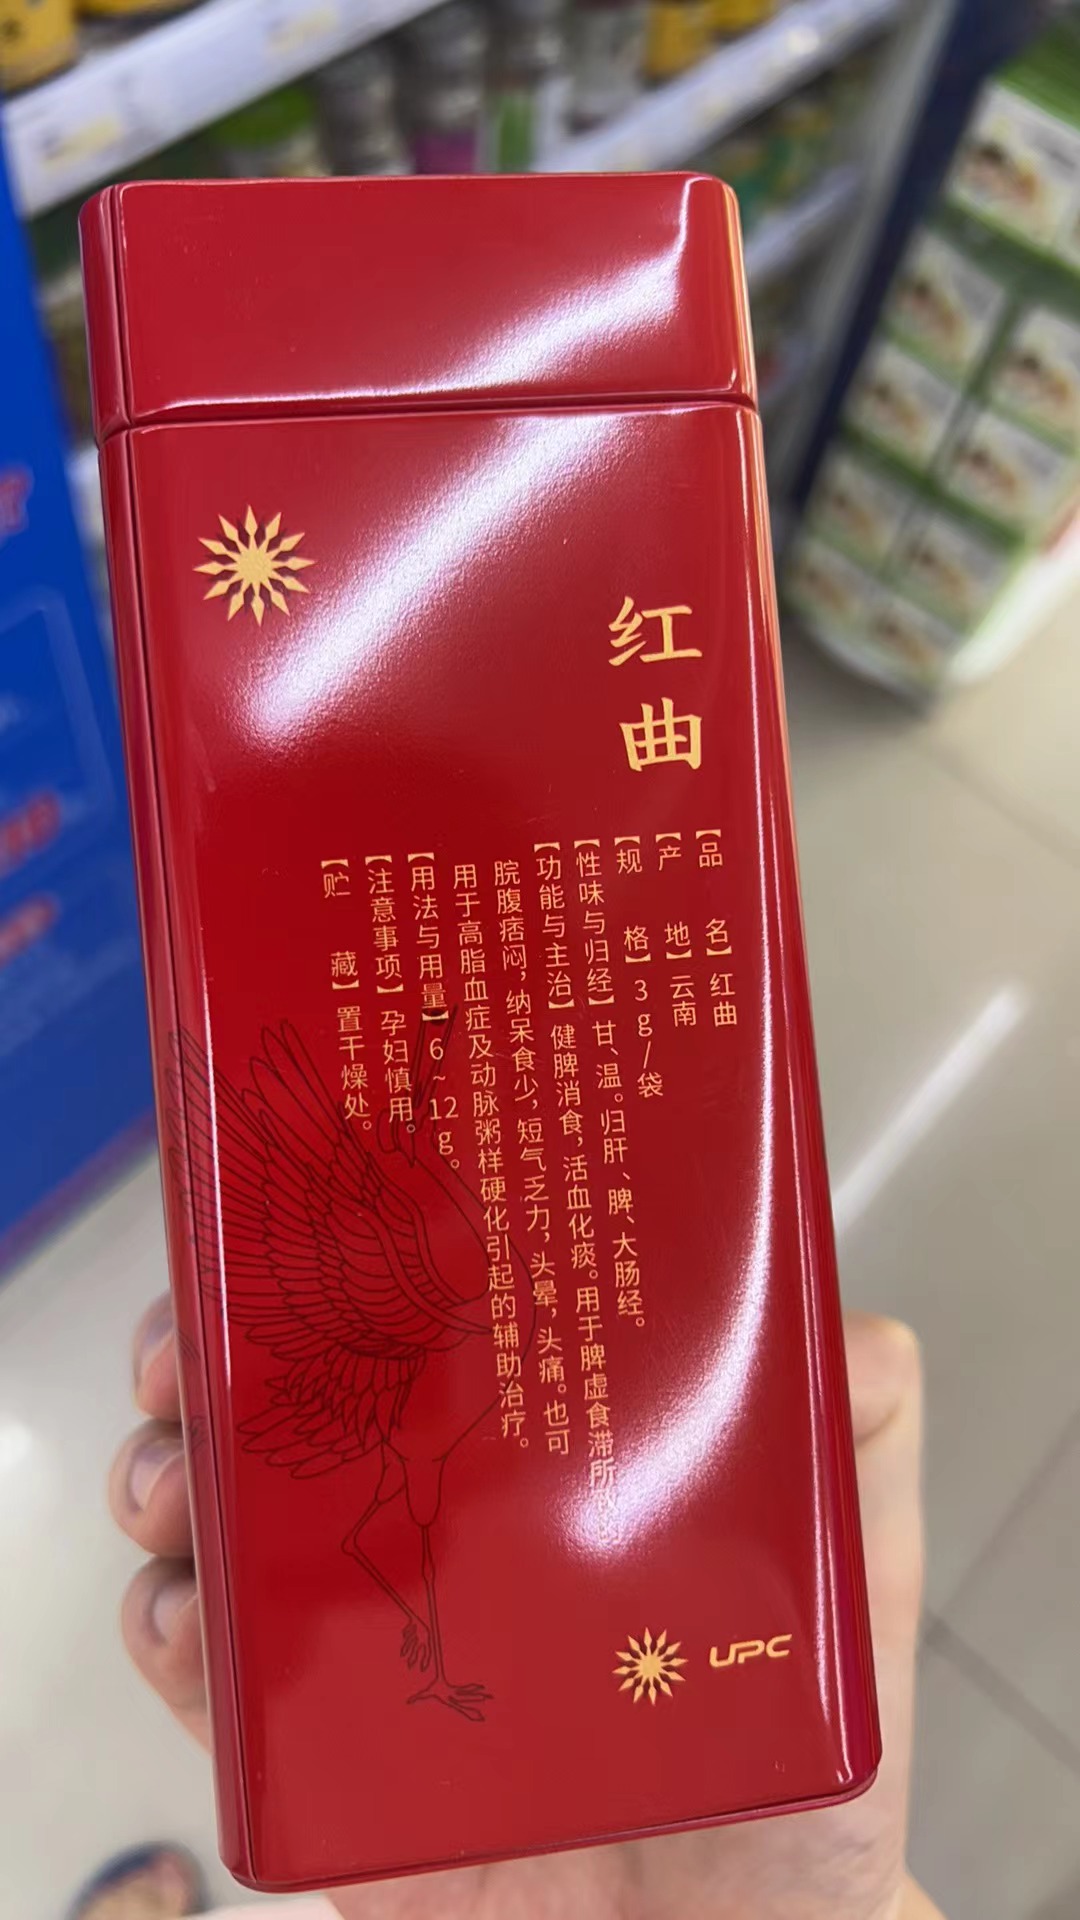 红曲
【品名】红曲
【产地】云南
【规格】3g/袋
【性味与归经】甘、温。归肝、脾、大肠经。
【功能与主治】健脾消食，活血化痰。用于脾虚食滞所
脘腹痞闷，纳呆食少，短气乏力，头晕，头痛。也可
用于高脂血症及动脉粥样硬化引起的辅助治疗。
【用法与用量】6~12g。
【注意事项】孕妇慎用。
【贮藏】置干燥处。
UPC